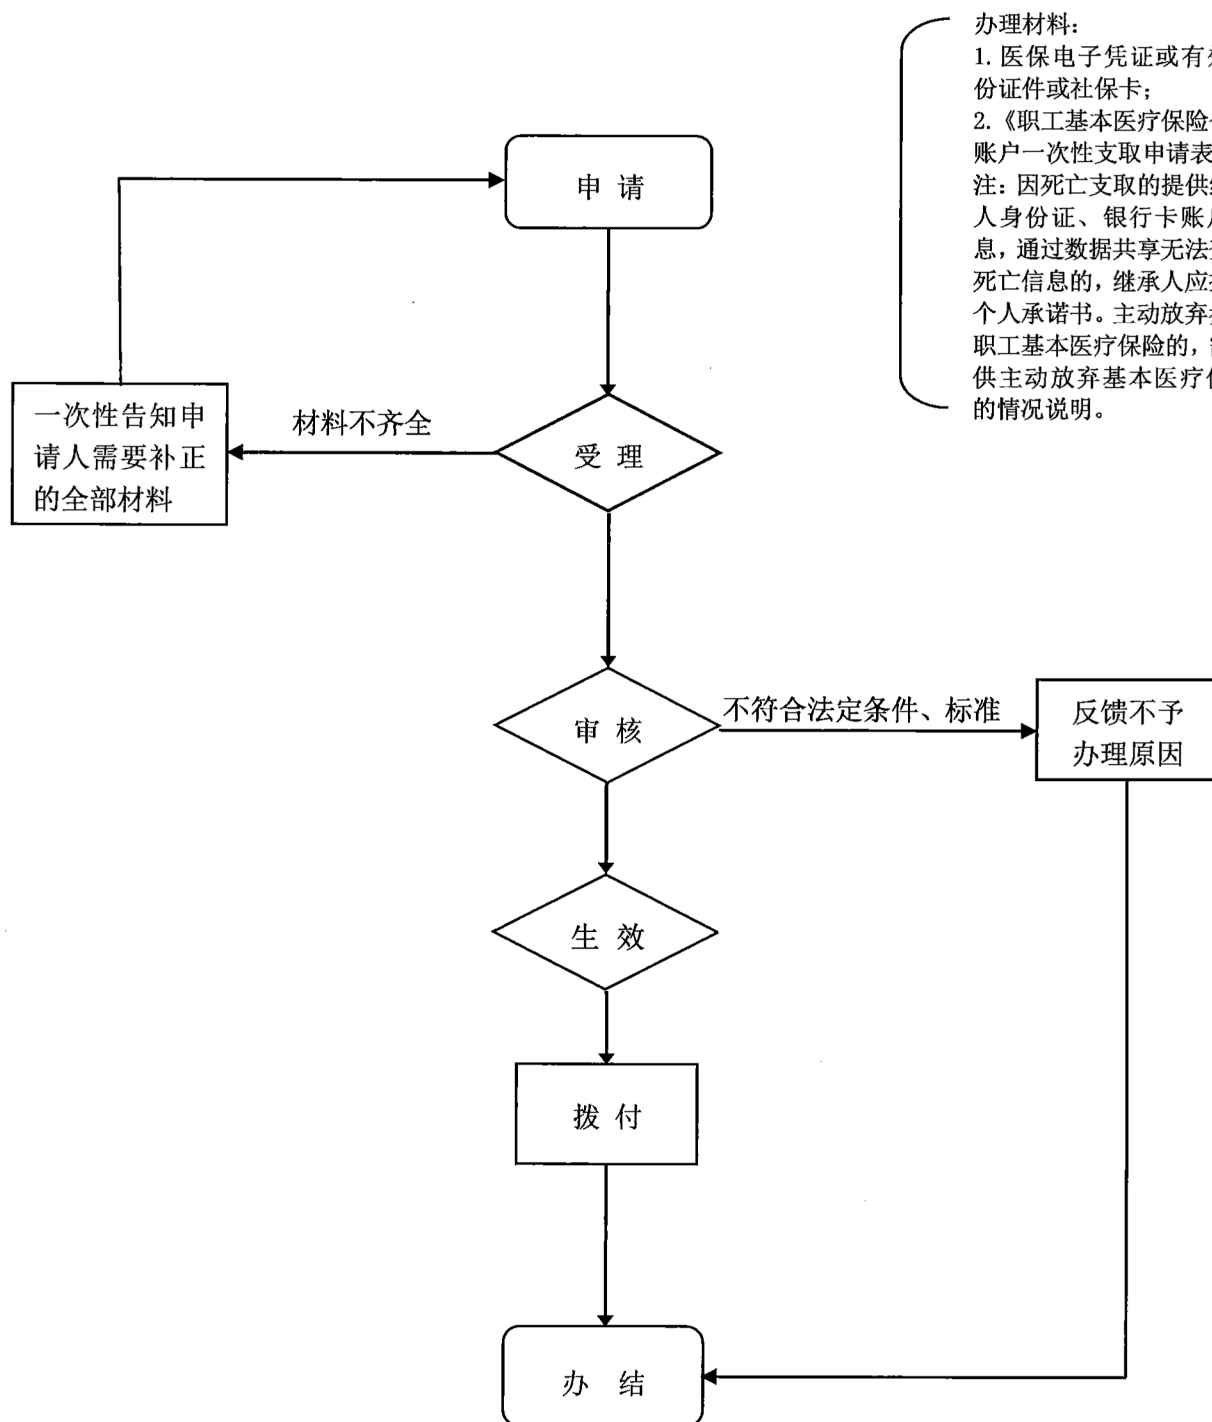 办理材料：
1. 医保电子凭证或有
份证件或社保卡；
2.《职工基本医疗保险
账户一次性支取申请表
注：因死亡支取的提供
人身份证、银行卡账
息，通过数据共享无法
死亡信息的，继承人应
个人承诺书。主动放弃
职工基本医疗保险的，
供主动放弃基本医疗
的情况说明。
申 请
一次性告知申
请人需要补正
的全部材料
材料不齐全
受 理
审 核
不符合法定条件、标准
反馈不予
办理原因
生 效
拨 付
办 结